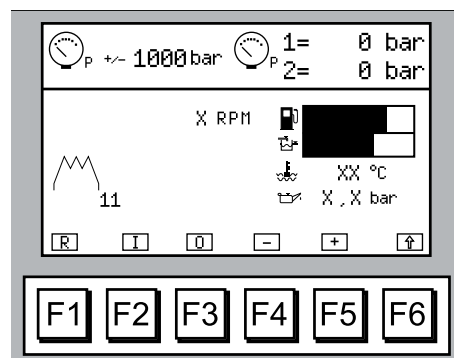 P +/- 1000 bar P 1= 0 bar
2= 0 bar
X RPM
XX °C
11 X,X bar
R I O - + ⇧
F1 F2 F3 F4 F5 F6